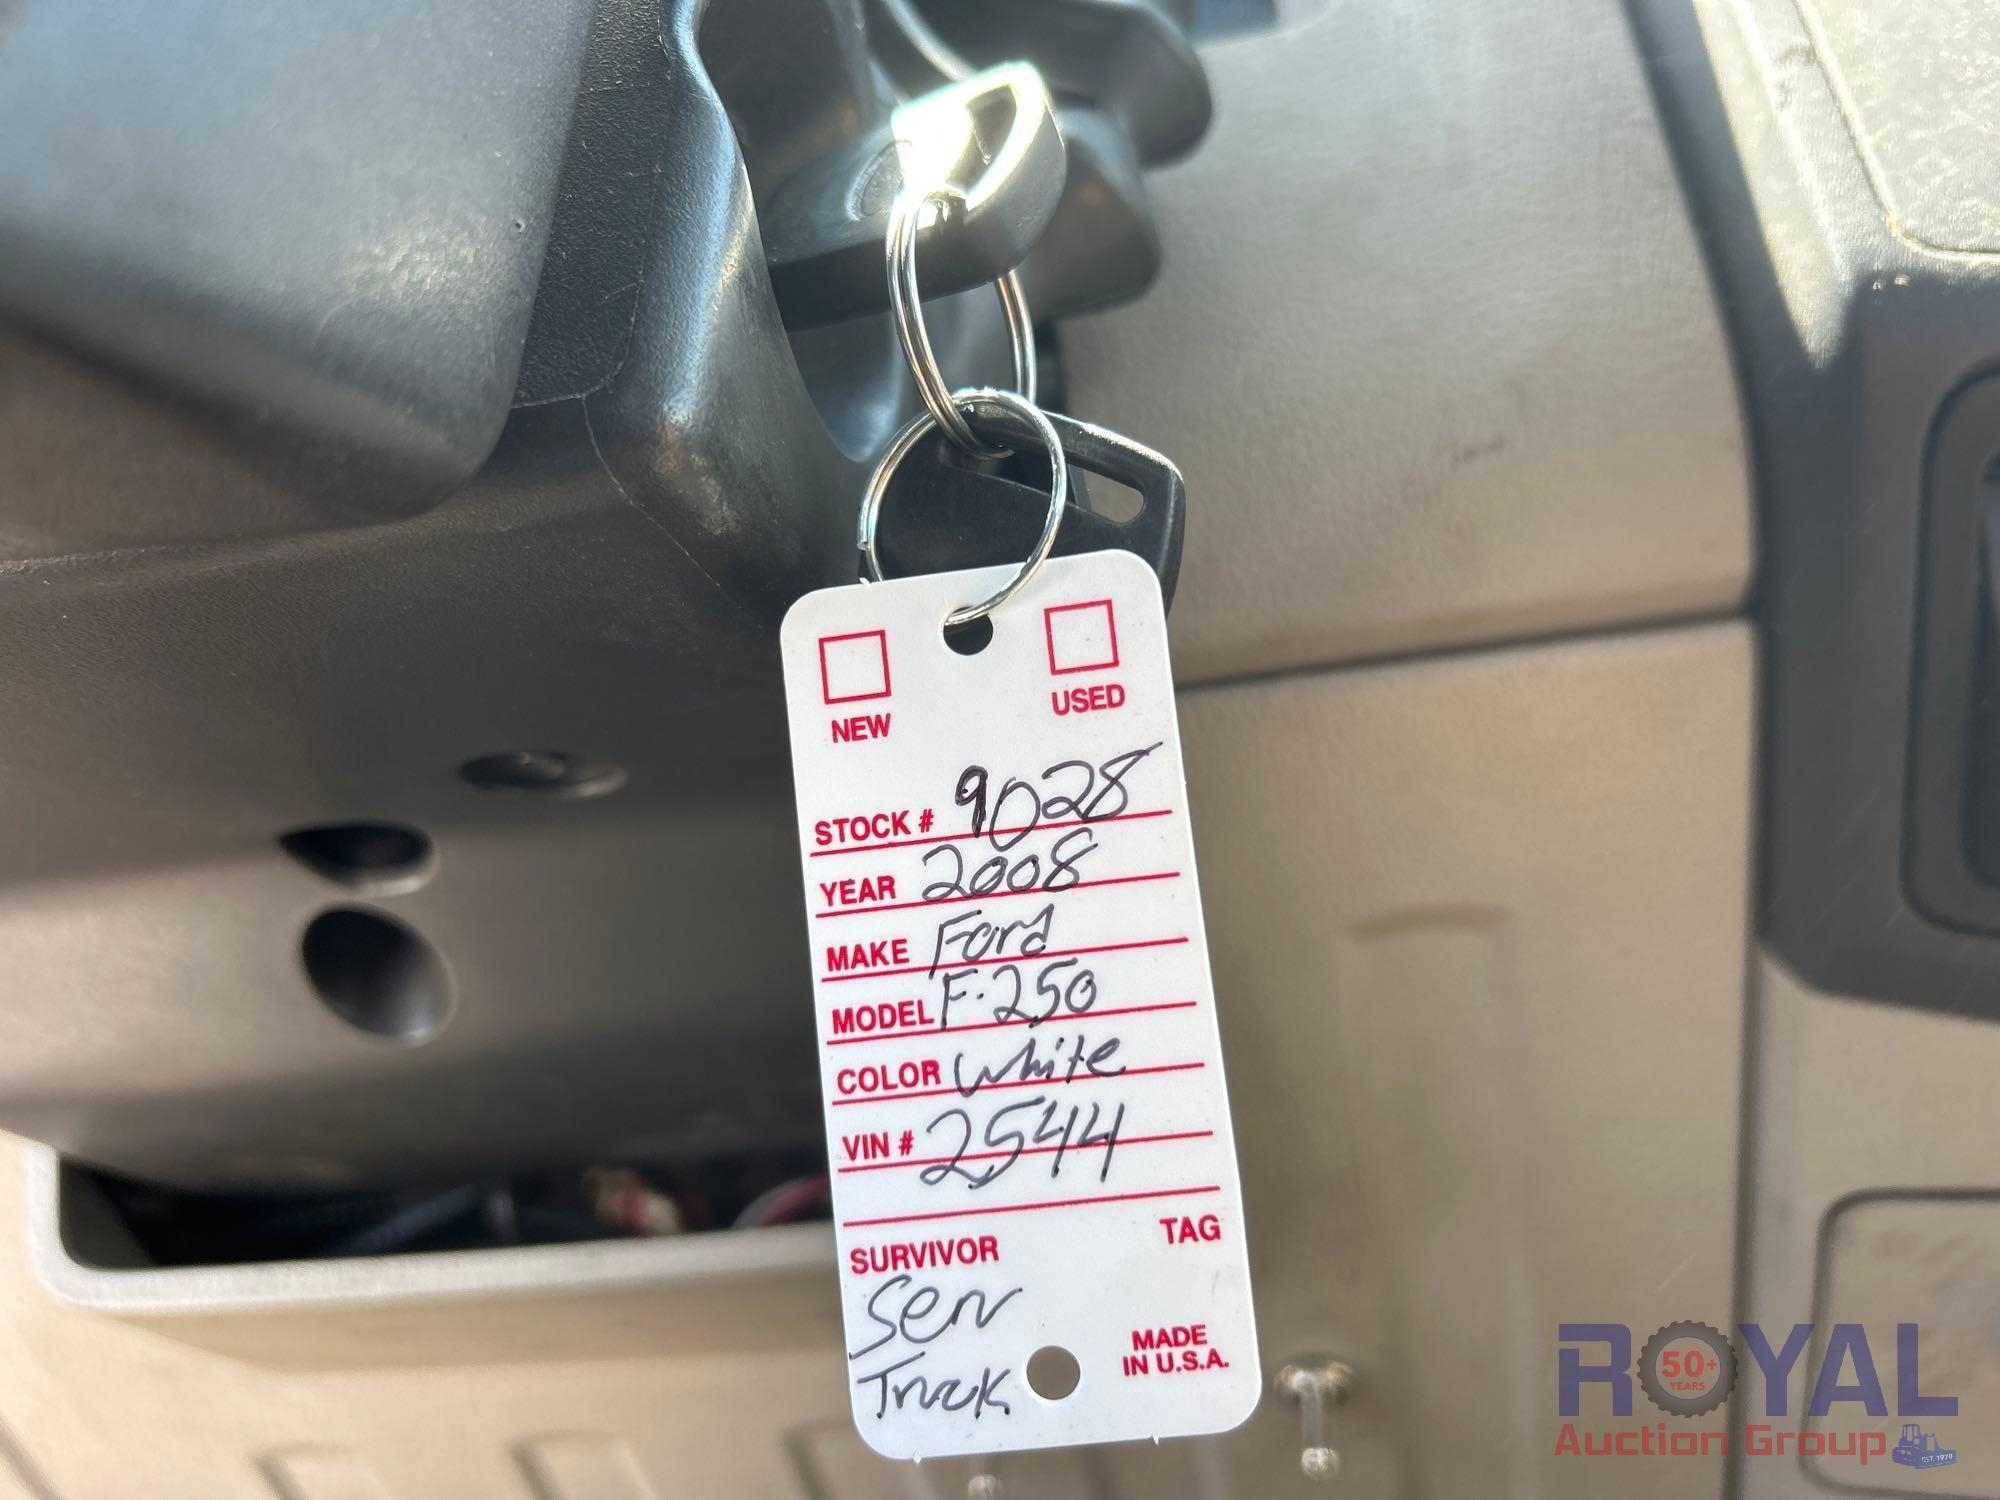 NEW USED
STOCK # 9028
YEAR 2008
MAKE Ford
MODEL F-250
COLOR White
VIN # 2544
SURVIVOR TAG
Serv
Truck
MADE
IN U.S.A.
ROYAL
50+
YEARS
Auction Group
EST. 1970